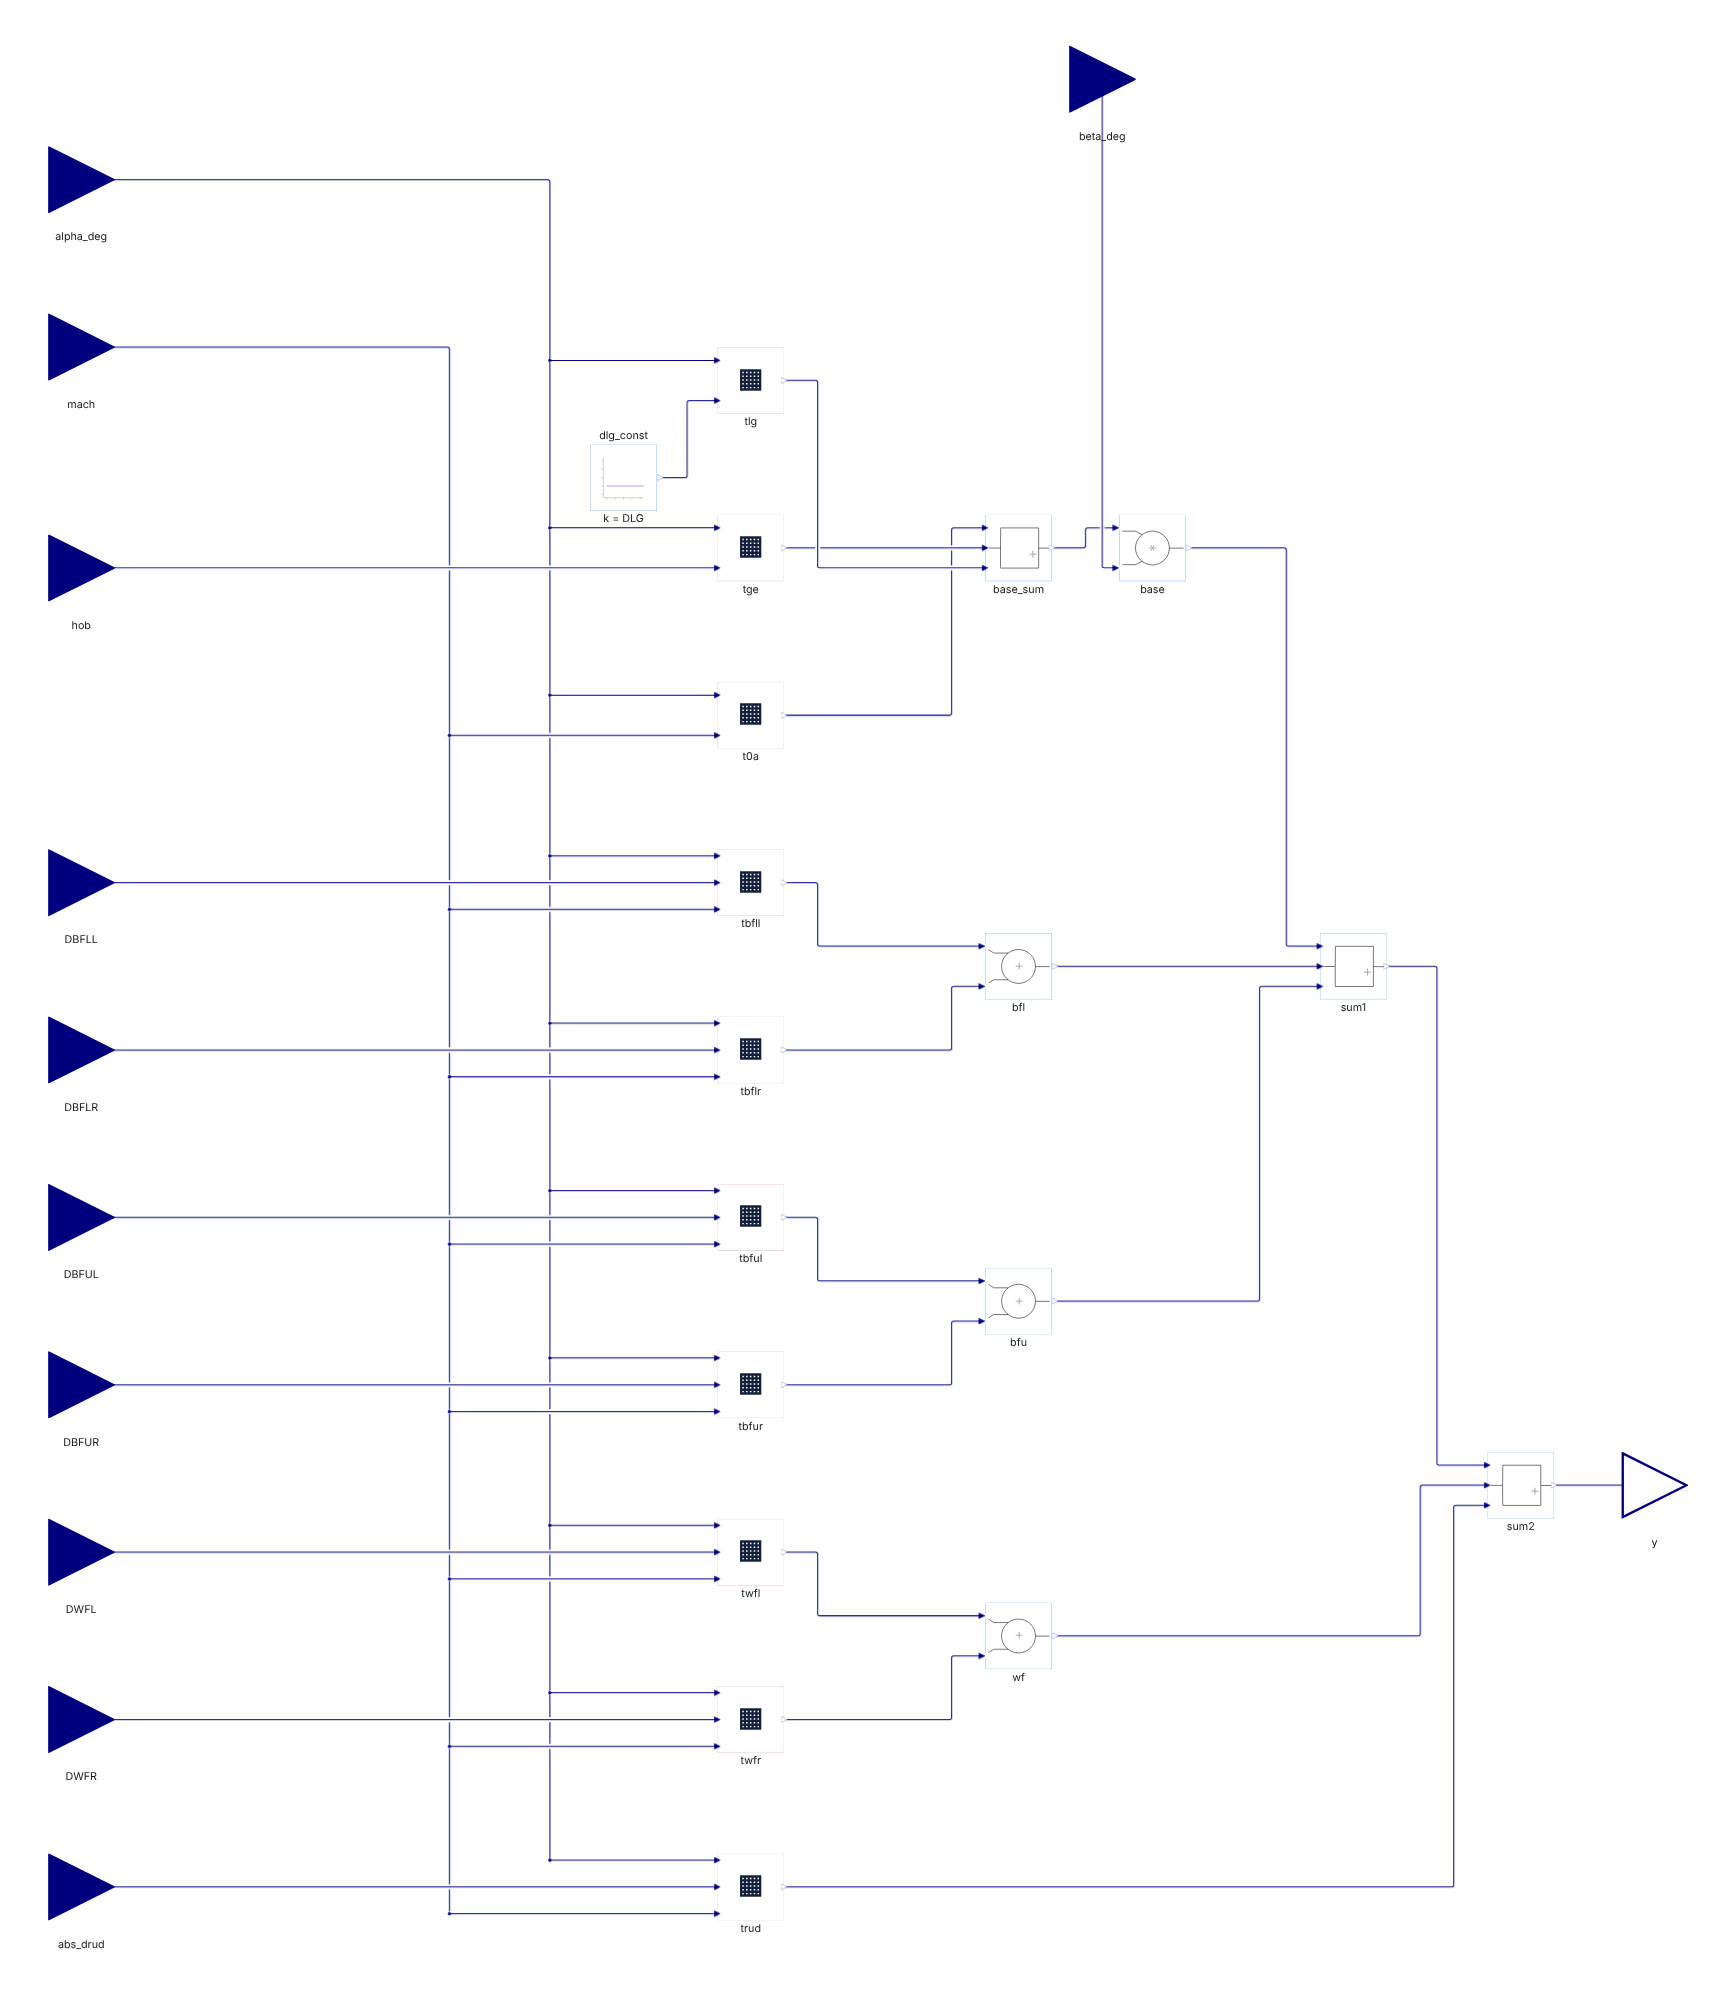 beta_deg
alpha_deg
mach
tlg
dlg_const
k = DLG
hob
tge
base_sum
+
base
*
t0a
DBFLL
tbfll
bfl
+
sum1
+
DBFLR
tbflr
DBFUL
tbful
bfu
+
DBFUR
tbfur
sum2
+
y
DWFL
twfl
wf
+
DWFR
twfr
abs_drud
trud